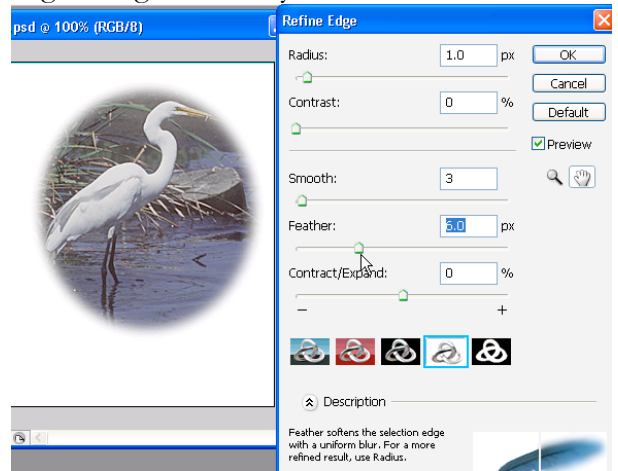 psd @ 100% (RGB/8)
Refine Edge
Radius:
1.0
px
OK
Cancel
Contrast:
0
%
Default
Preview
Smooth:
3
Feather:
px
Contract/Expand:
0
%
−
+
Description
Feather softens the selection edge
with a uniform blur. For a more
refined result, use Radius.